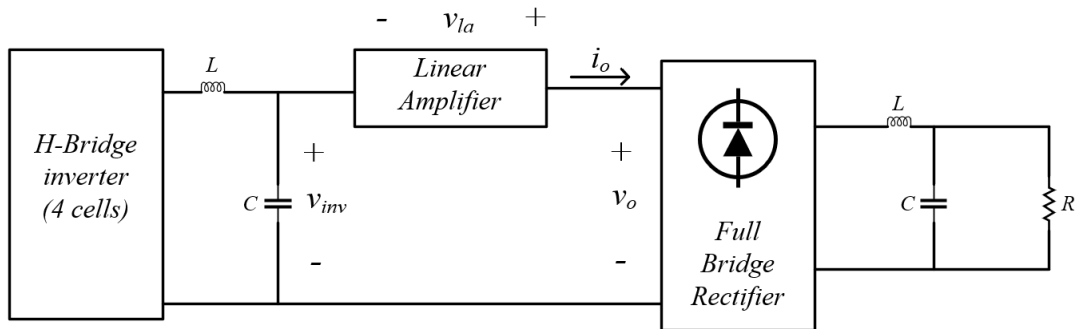 - v_la +
L
Linear
Amplifier
i_o
H-Bridge
inverter
(4 cells)
C
+
v_inv
-
+
v_o
-
Full
Bridge
Rectifier
L
C
R